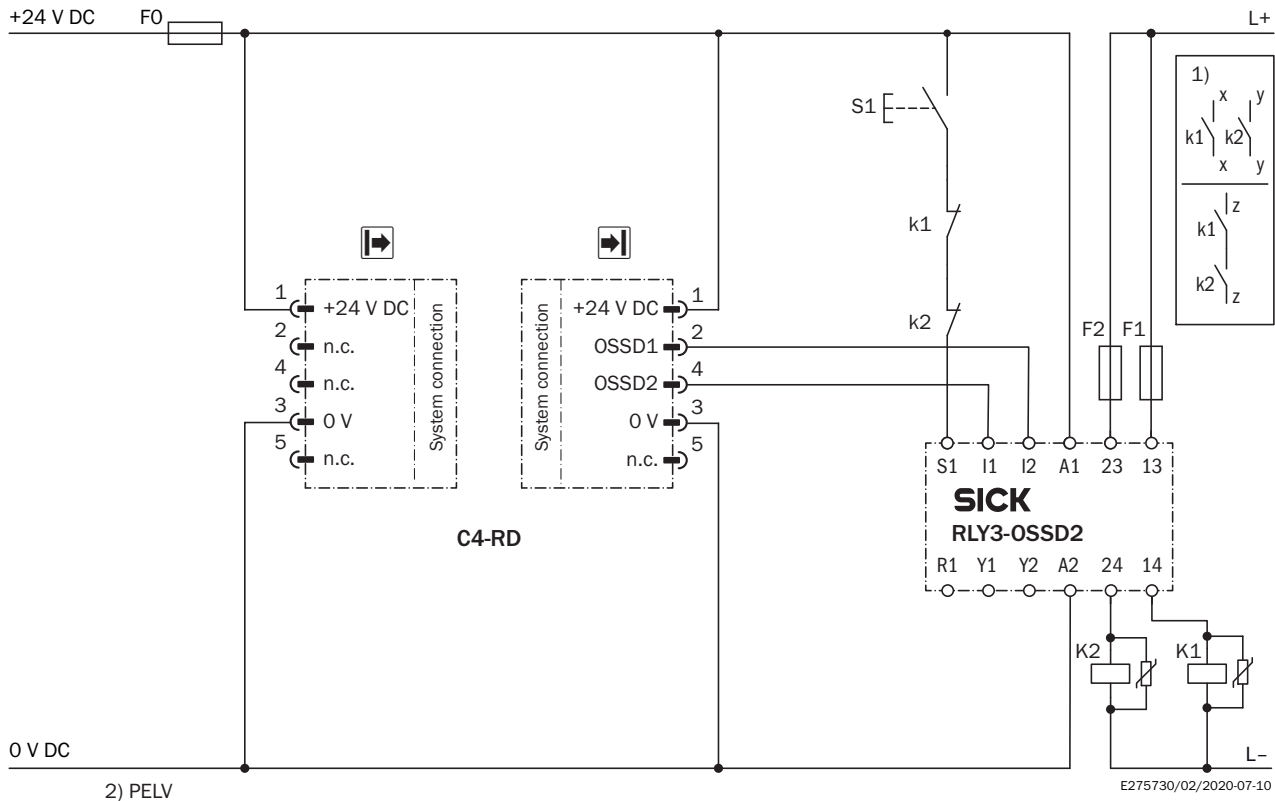 +24 V DC
F0
L+
1)
x
y
k1
k2
x
y
z
k1
k2
z
S1
k1
k2
F2
F1
1
+24 V DC
2
n.c.
4
n.c.
3
0 V
5
n.c.
System connection
System connection
+24 V DC
1
OSSD1
2
OSSD2
4
0 V
3
n.c.
5
C4-RD
S1 I1 I2 A1 23 13
SICK
RLY3-OSSD2
R1 Y1 Y2 A2 24 14
K2
K1
0 V DC
L–
2) PELV
E275730/02/2020-07-10